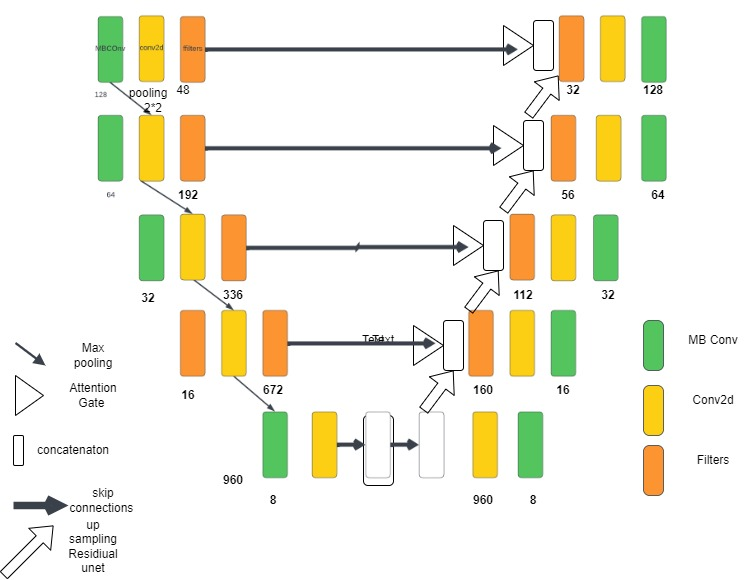 MBCOnv conv2d ffilters
128 pooling 48 32 128
2*2
64 192 56 64
32 336 112 32
16 672 160 16
960
8 960 8
Max
pooling
Attention
Gate
concatenaton
skip
connections
up
sampling
Residiual
unet
MB Conv
Conv2d
Filters